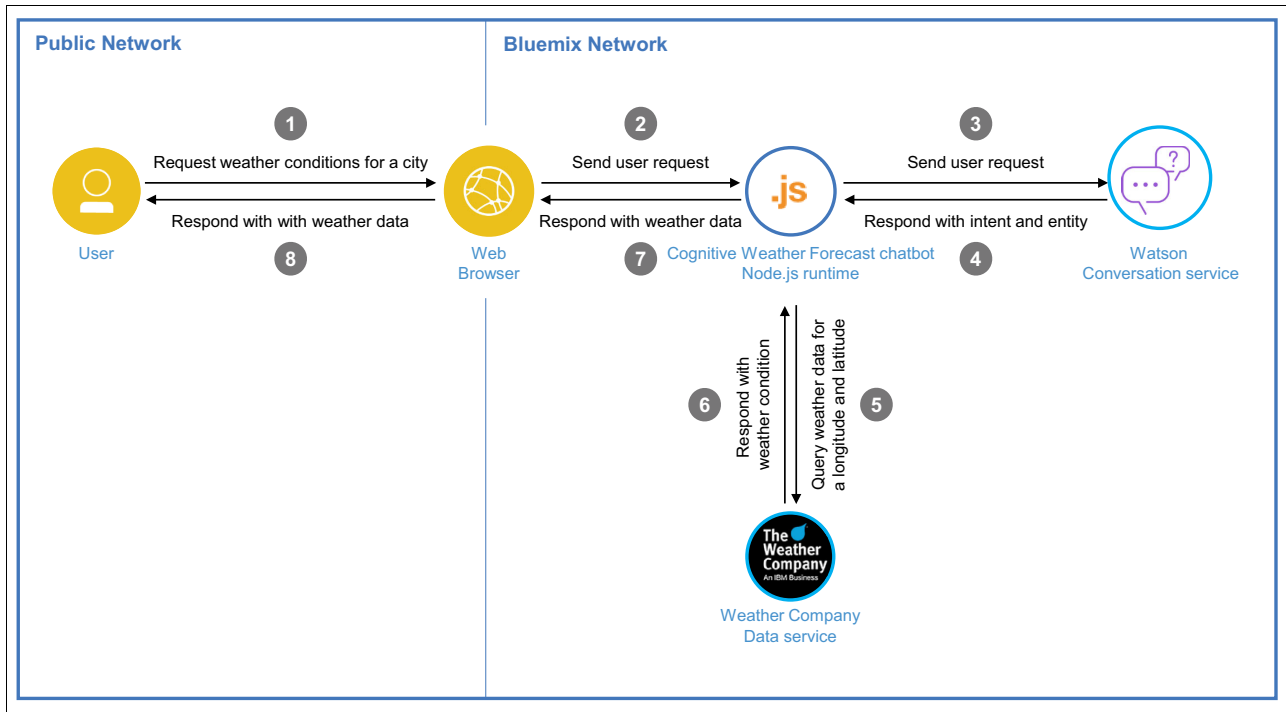 Public Network
Bluemix Network
1
2
3
Request weather conditions for a city
Send user request
Send user request
.js
?
Respond with with weather data
Respond with weather data
Respond with intent and entity
User
Web
Browser
Cognitive Weather Forecast chatbot
Node.js runtime
Watson
Conversation service
8
7
4
Respond with
weather condition
Query weather data for
a longitude and latitude
6
5
The
Weather
Company
An IBM Business
Weather Company
Data service